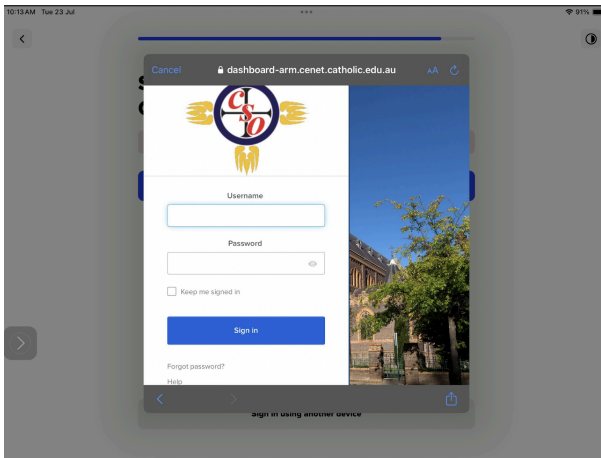 10:13 AM Tue 23 Jul
91%
Cancel
dashboard-arm.cenet.catholic.edu.au
AA
CSO
Username
Password
Keep me signed in
Sign in
Forgot password?
Help
Sign in using another device